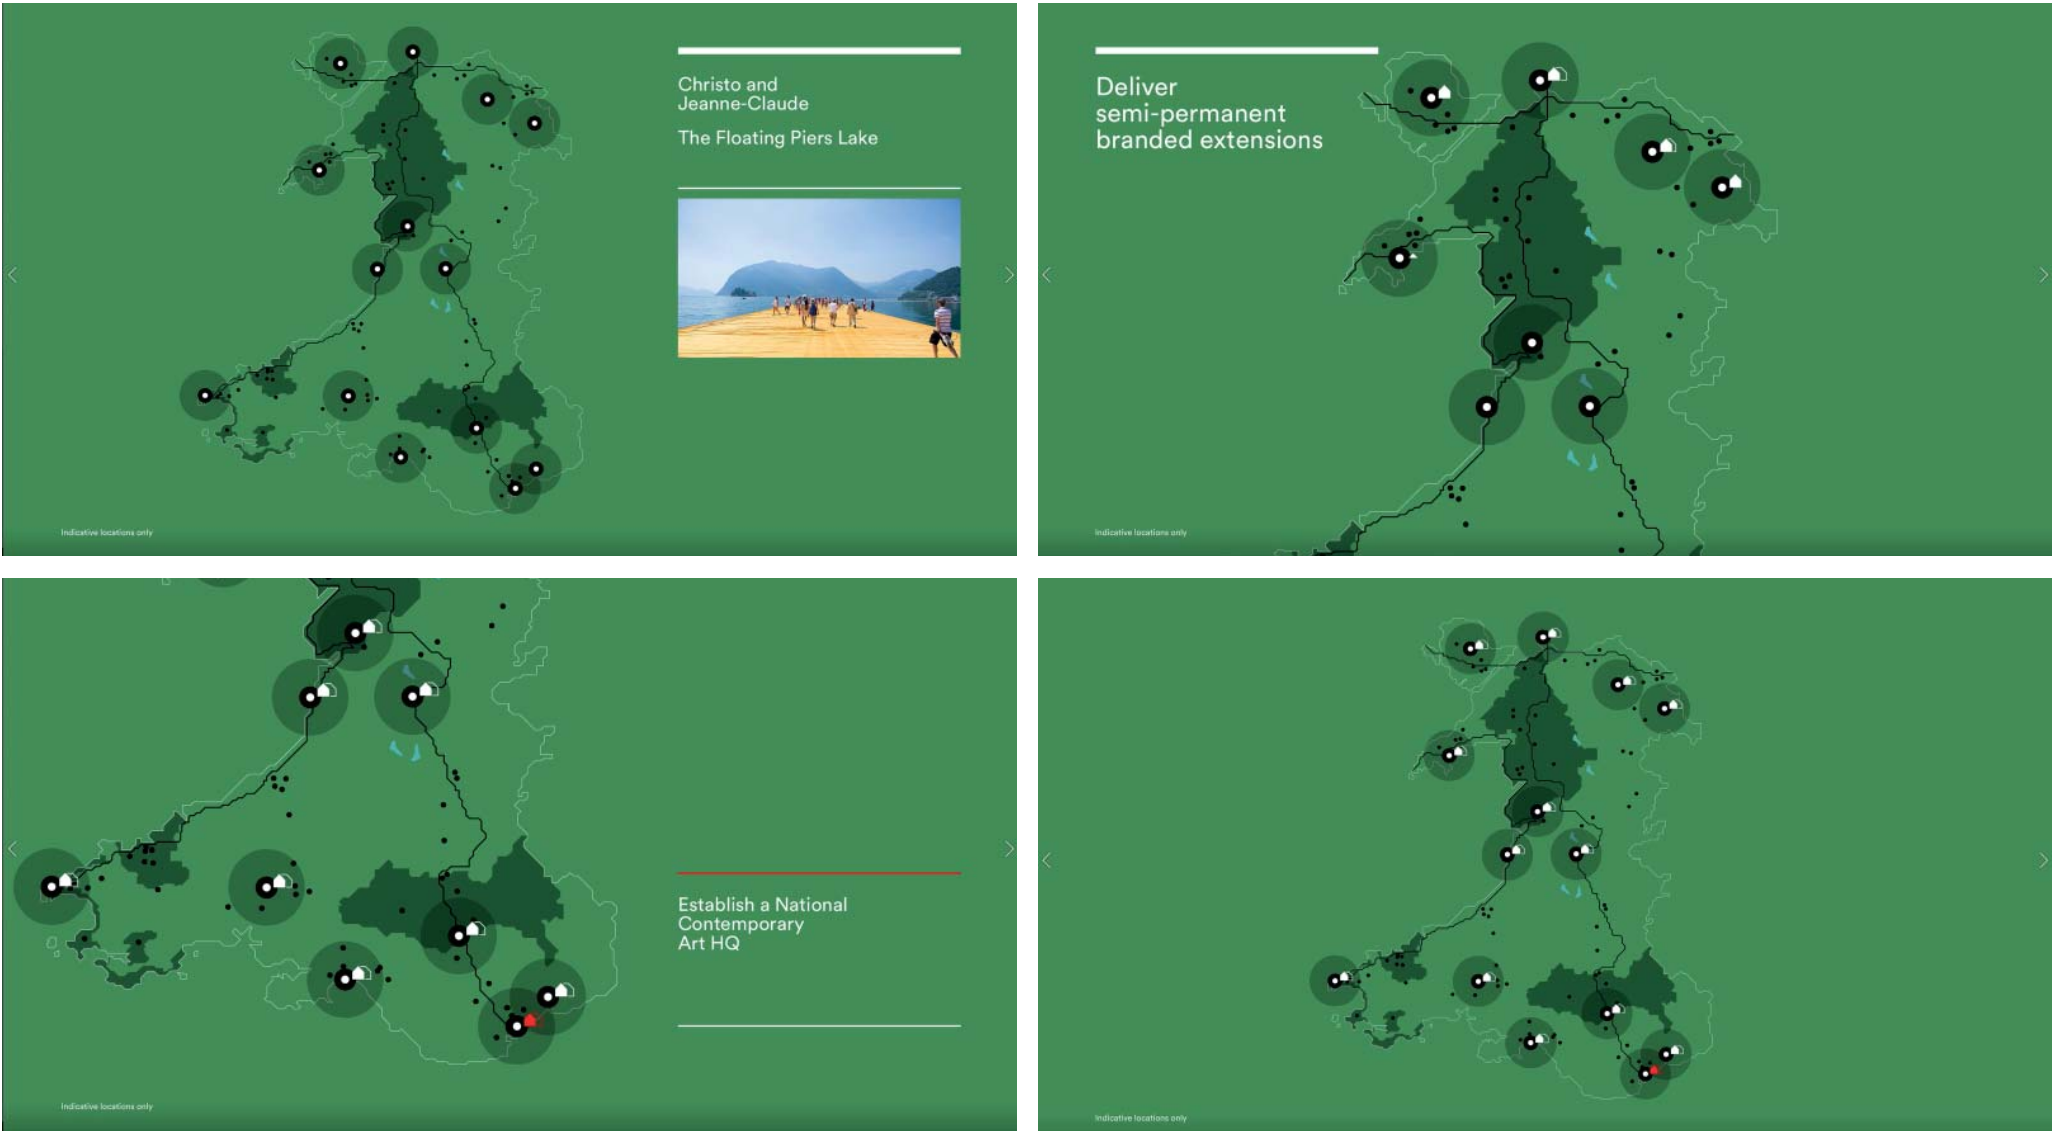 Christo and
Jeanne-Claude
The Floating Piers Lake
Indicative locations only
Deliver
semi-permanent
branded extensions
Indicative locations only
Establish a National
Contemporary
Art HQ
Indicative locations only
Indicative locations only